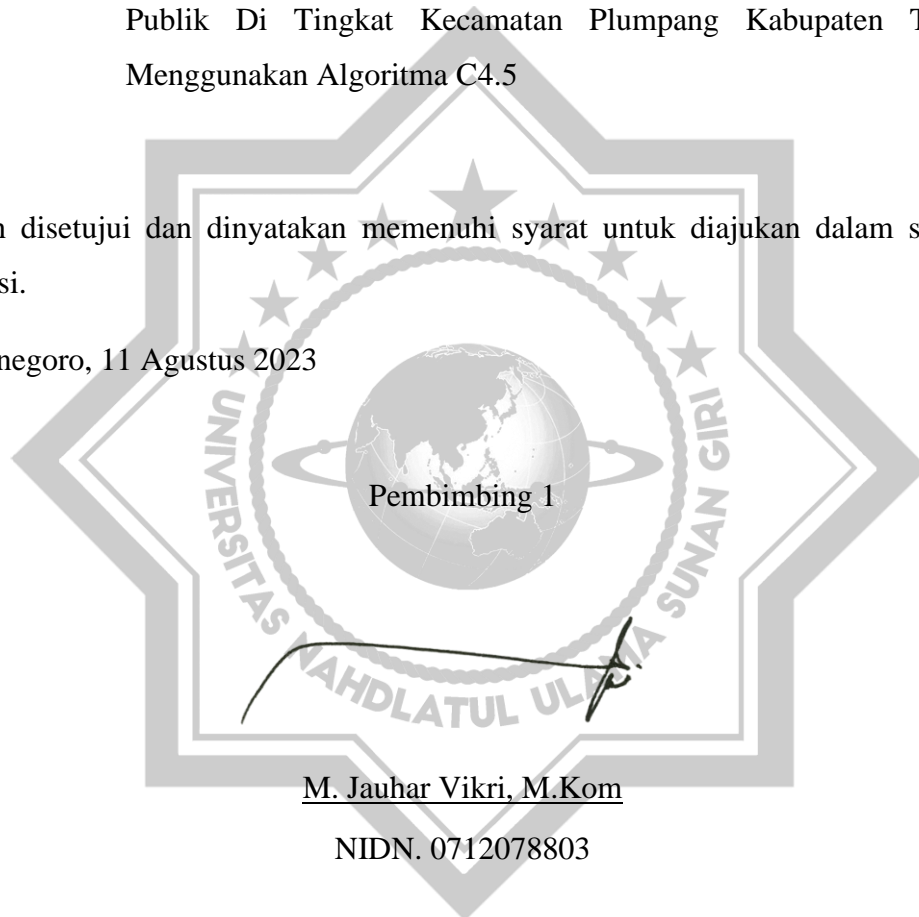 Publik Di Tingkat Kecamatan Plumpang Kabupaten
Menggunakan Algoritma C4.5
disetujui dan dinyatakan memenuhi syarat untuk diajukan dalam
si.
negoro, 11 Agustus 2023
Pembimbing 1
UNIVERSITAS NAHDLATUL ULAMA SUNAN GIRI
M. Jauhar Vikri, M.Kom
NIDN. 0712078803